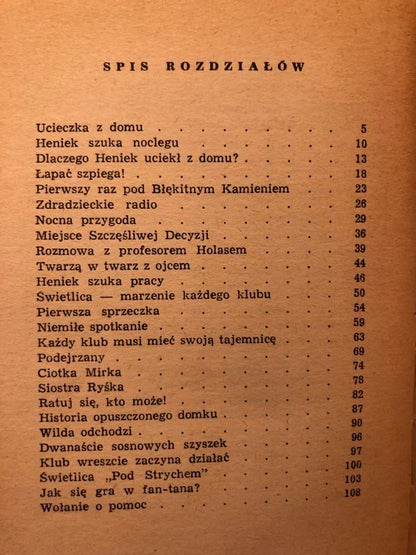 SPIS ROZDZIAŁÓW
Ucieczka z domu . . . . . . . . 5
Heniek szuka noclegu . . . . . . . 10
Dlaczego Heniek uciekł z domu? . . . . . 13
Łapać szpiega! . . . . . . . . 18
Pierwszy raz pod Błękitnym Kamieniem . . . 23
Zdradzieckie radio . . . . . . . 26
Nocna przygoda . . . . . . . . 29
Miejsce Szczęśliwej Decyzji . . . . . 36
Rozmowa z profesorem Holasem . . . . . 39
Twarzą w twarz z ojcem . . . . . . 44
Heniek szuka pracy . . . . . . . 46
Świetlica — marzenie każdego klubu . . . . 50
Pierwsza sprzeczka . . . . . . . 54
Niemiłe spotkanie . . . . . . . 59
Każdy klub musi mieć swoją tajemnicę . . . 63
Podejrzany . . . . . . . . . 69
Ciotka Mirka . . . . . . . . 74
Siostra Ryśka . . . . . . . . 78
Ratuj się, kto może! . . . . . . . 82
Historia opuszczonego domku . . . . . . 87
Wilda odchodzi . . . . . . . . 90
Dwanaście sosnowych szyszek . . . . . 96
Klub wreszcie zaczyna działać . . . . . 97
Świetlica „Pod Strychem” . . . . . . 100
Jak się gra w fan-tana? . . . . . . 103
Wołanie o pomoc . . . . . . . . 108